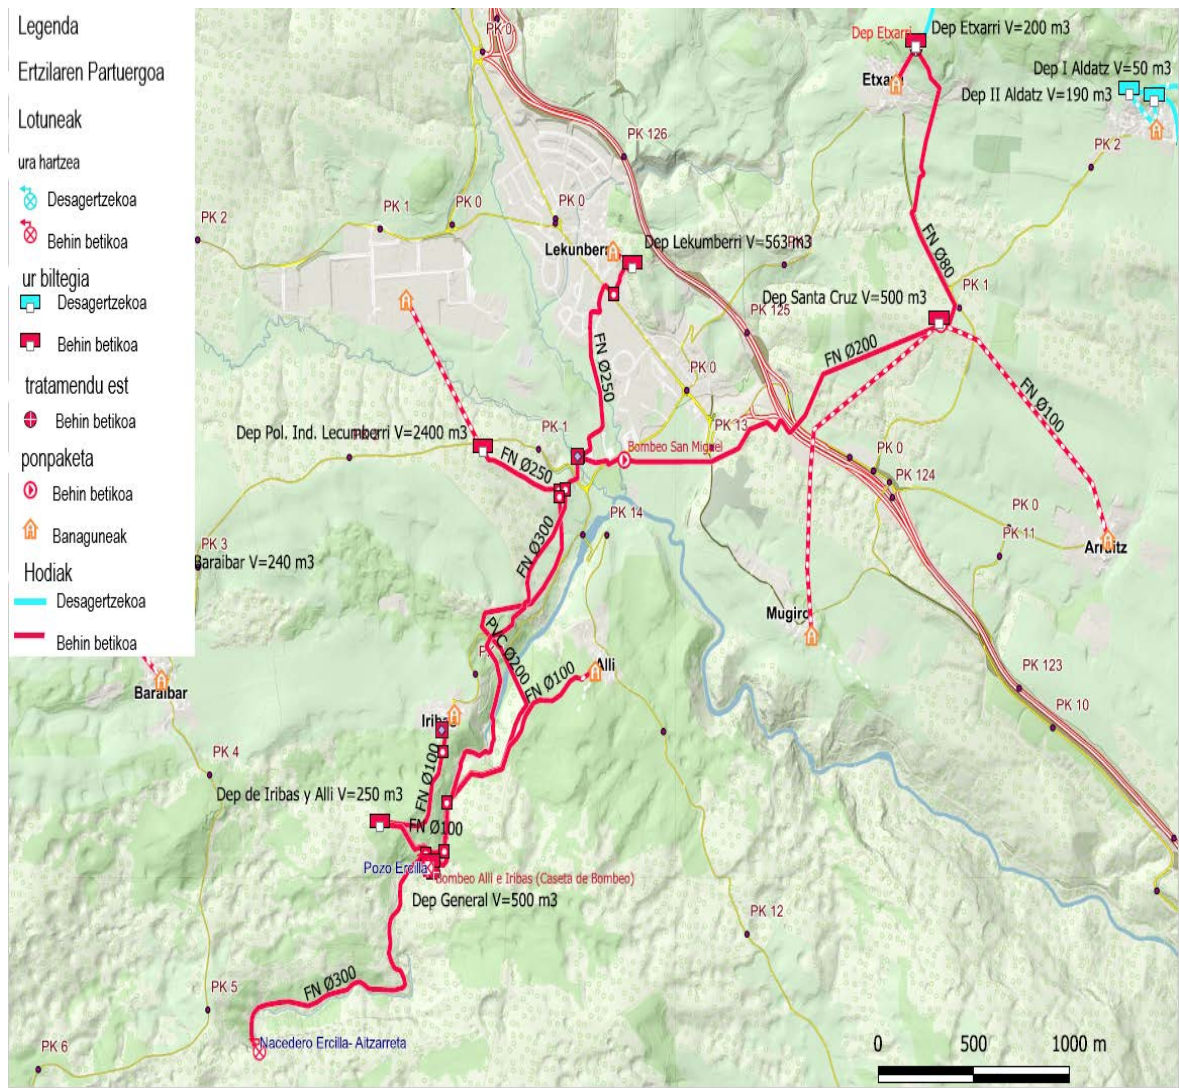 Legenda
Ertzilaren Partuergoa
Lotuneak
ura hartzea
Desagertzekoa
Behin betikoa
ur biltegia
Desagertzekoa
Behin betikoa
tratamendu est
Behin betikoa
ponpaketa
Behin betikoa
Banaguneak
Hodiak
Desagertzekoa
Behin betikoa
PK 0
Dep Etxarri
Dep Etxarri V=200 m3
Dep I Aldatz V=50 m3
Dep II Aldatz V=190 m3
PK 126
PK 2
PK 2
PK 1
PK 0
PK 0
FN Ø80
Lekunberri
Dep Lekumberri V=563 m3
Dep Santa Cruz V=500 m3
PK 1
PK 125
FN Ø200
FN Ø250
FN Ø100
PK 0
Dep Pol. Ind. Lecumberri V=2400 m3
PK 1
PK 13
Bombeo San Miguel
FN Ø250
PK 0
PK 124
PK 14
PK 0
PK 11
FN Ø300
PK 3
Baraibar V=240 m3
Mugiro
PVC Ø200
FN Ø100
Alli
PK 123
Baraibar
Iribas
PK 10
PK 4
FN Ø100
Dep de Iribas y Alli V=250 m3
FN Ø100
Pozo Ercilla
Bombeo Alli e Iribas (Caseta de Bombeo)
Dep General V=500 m3
PK 12
FN Ø300
PK 5
Nacedero Ercilla- Aitzarreta
PK 6
0 500 1000 m